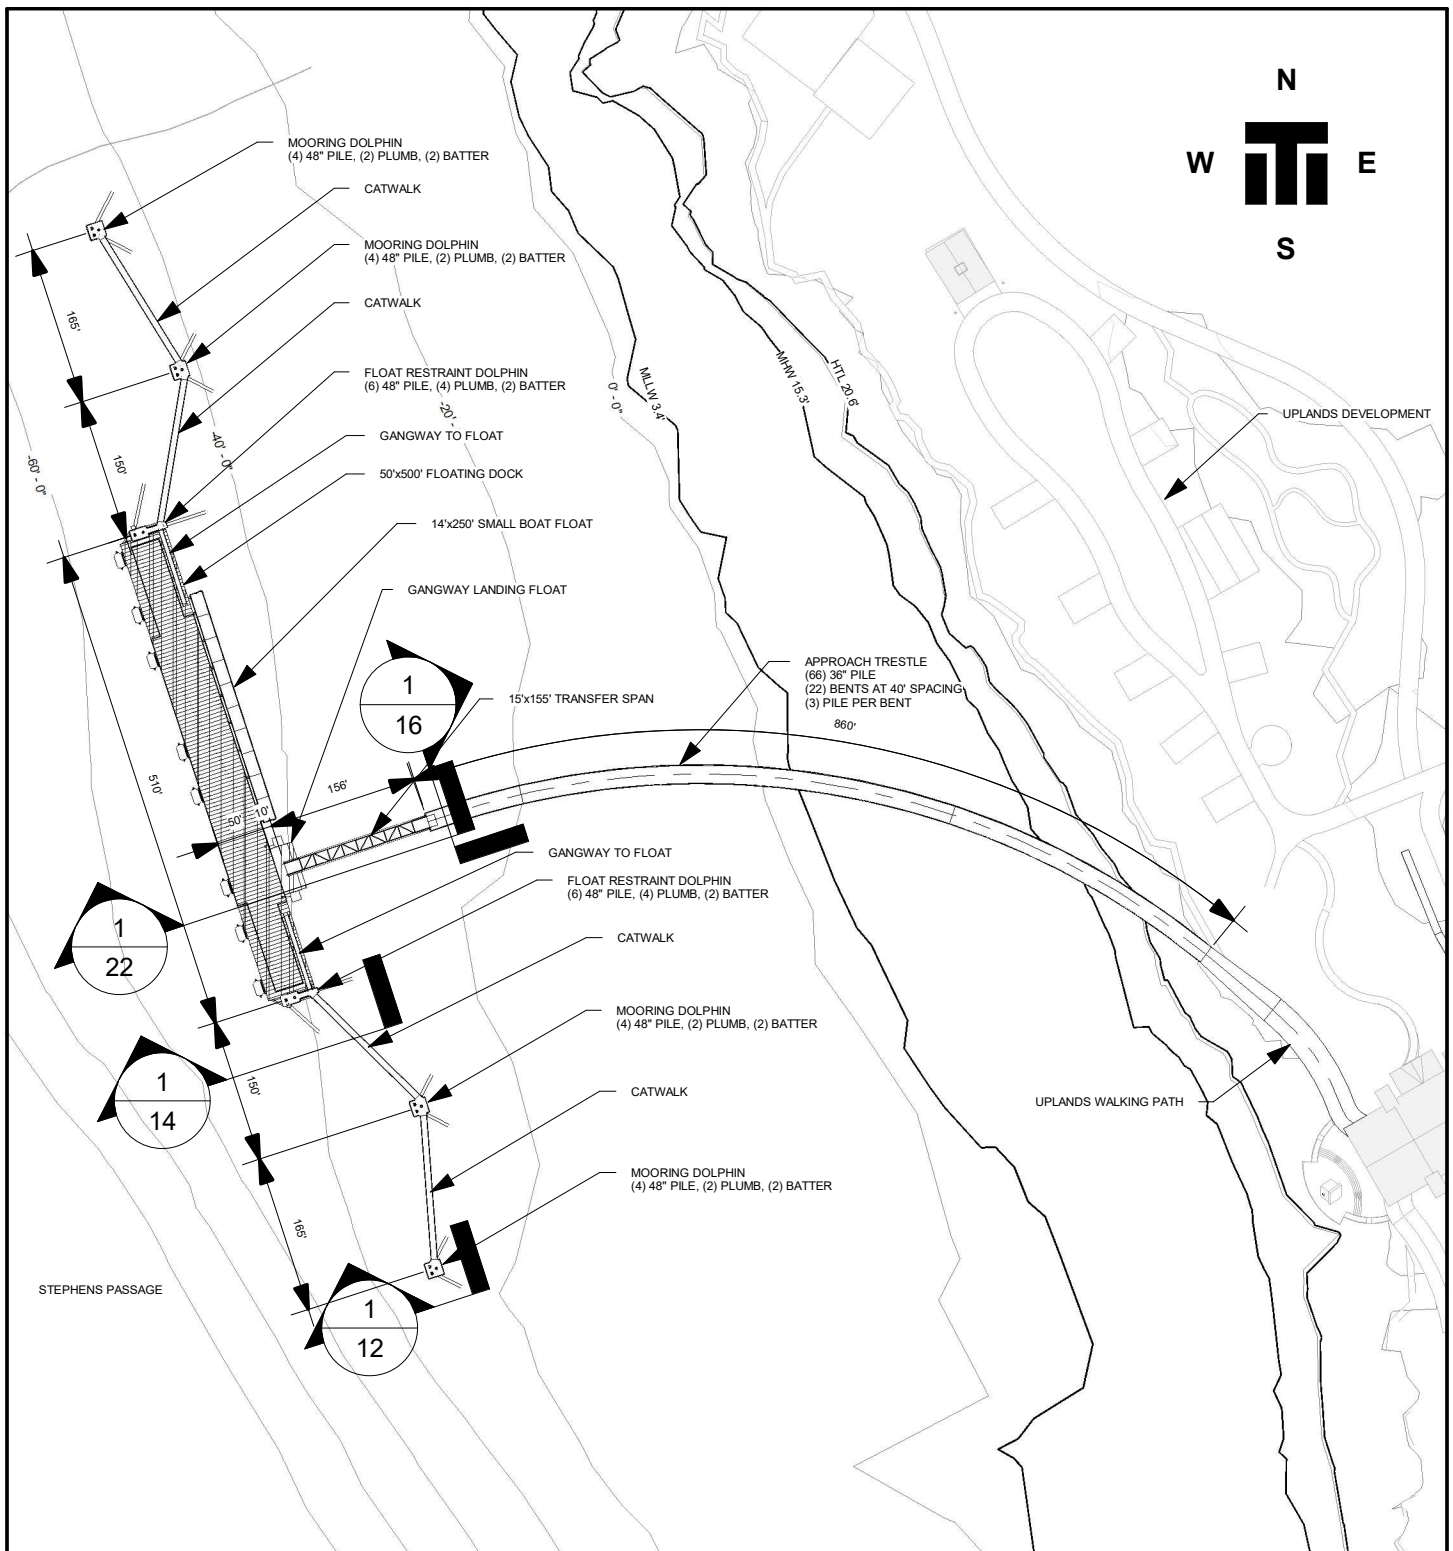 N
W E
S
MOORING DOLPHIN
(4) 48" PILE, (2) PLUMB, (2) BATTER
CATWALK
MOORING DOLPHIN
(4) 48" PILE, (2) PLUMB, (2) BATTER
CATWALK
FLOAT RESTRAINT DOLPHIN
(6) 48" PILE, (4) PLUMB, (2) BATTER
GANGWAY TO FLOAT
50'x500' FLOATING DOCK
14'x250' SMALL BOAT FLOAT
GANGWAY LANDING FLOAT
15'x155' TRANSFER SPAN
165'
150'
510'
150'
165'
-60' - 0"
-40' - 0"
-20' -
0' - 0"
MLLW 3.4'
MHW 15.3'
HTL 20.6'
UPLANDS DEVELOPMENT
APPROACH TRESTLE
(66) 36" PILE
(22) BENTS AT 40' SPACING
(3) PILE PER BENT
860'
1
16
156'
50' 10'
GANGWAY TO FLOAT
FLOAT RESTRAINT DOLPHIN
(6) 48" PILE, (4) PLUMB, (2) BATTER
1
22
CATWALK
MOORING DOLPHIN
(4) 48" PILE, (2) PLUMB, (2) BATTER
1
14
CATWALK
UPLANDS WALKING PATH
MOORING DOLPHIN
(4) 48" PILE, (2) PLUMB, (2) BATTER
STEPHENS PASSAGE
1
12